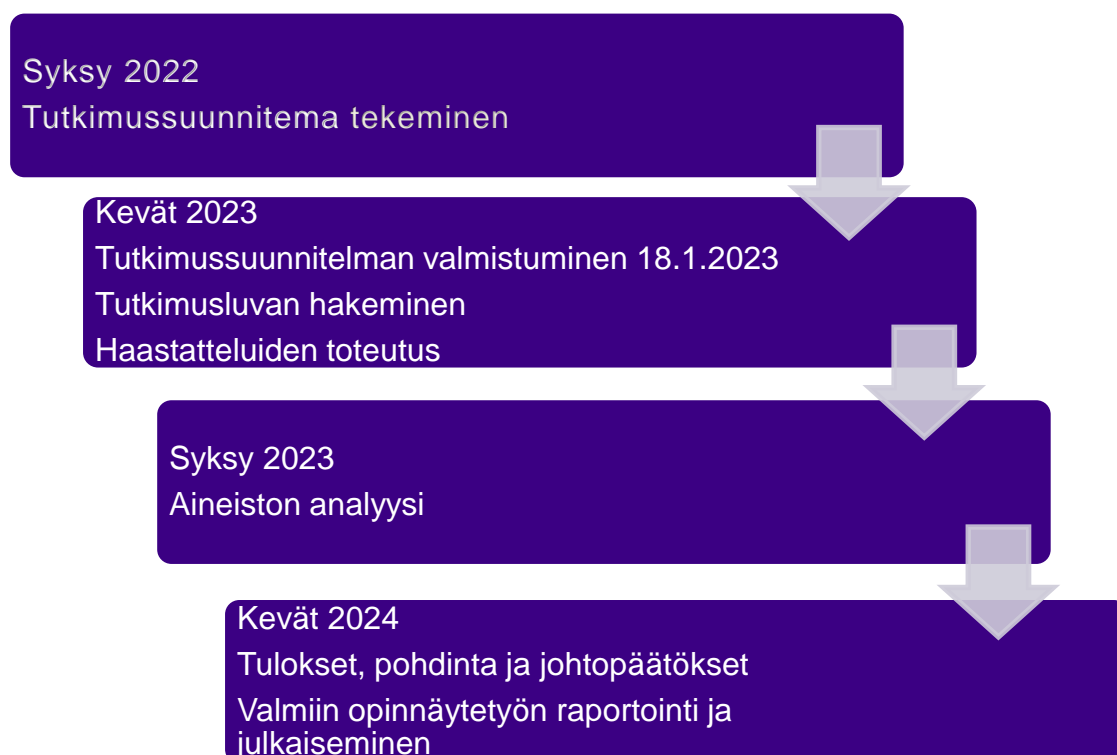 Syksy 2022
Tutkimussuunnitema tekeminen
Kevät 2023
Tutkimussuunnitelman valmistuminen 18.1.2023
Tutkimusluvan hakeminen
Haastatteluiden toteutus
Syksy 2023
Aineiston analyysi
Kevät 2024
Tulokset, pohdinta ja johtopäätökset
Valmiin opinnäytetyön raportointi ja
julkaiseminen